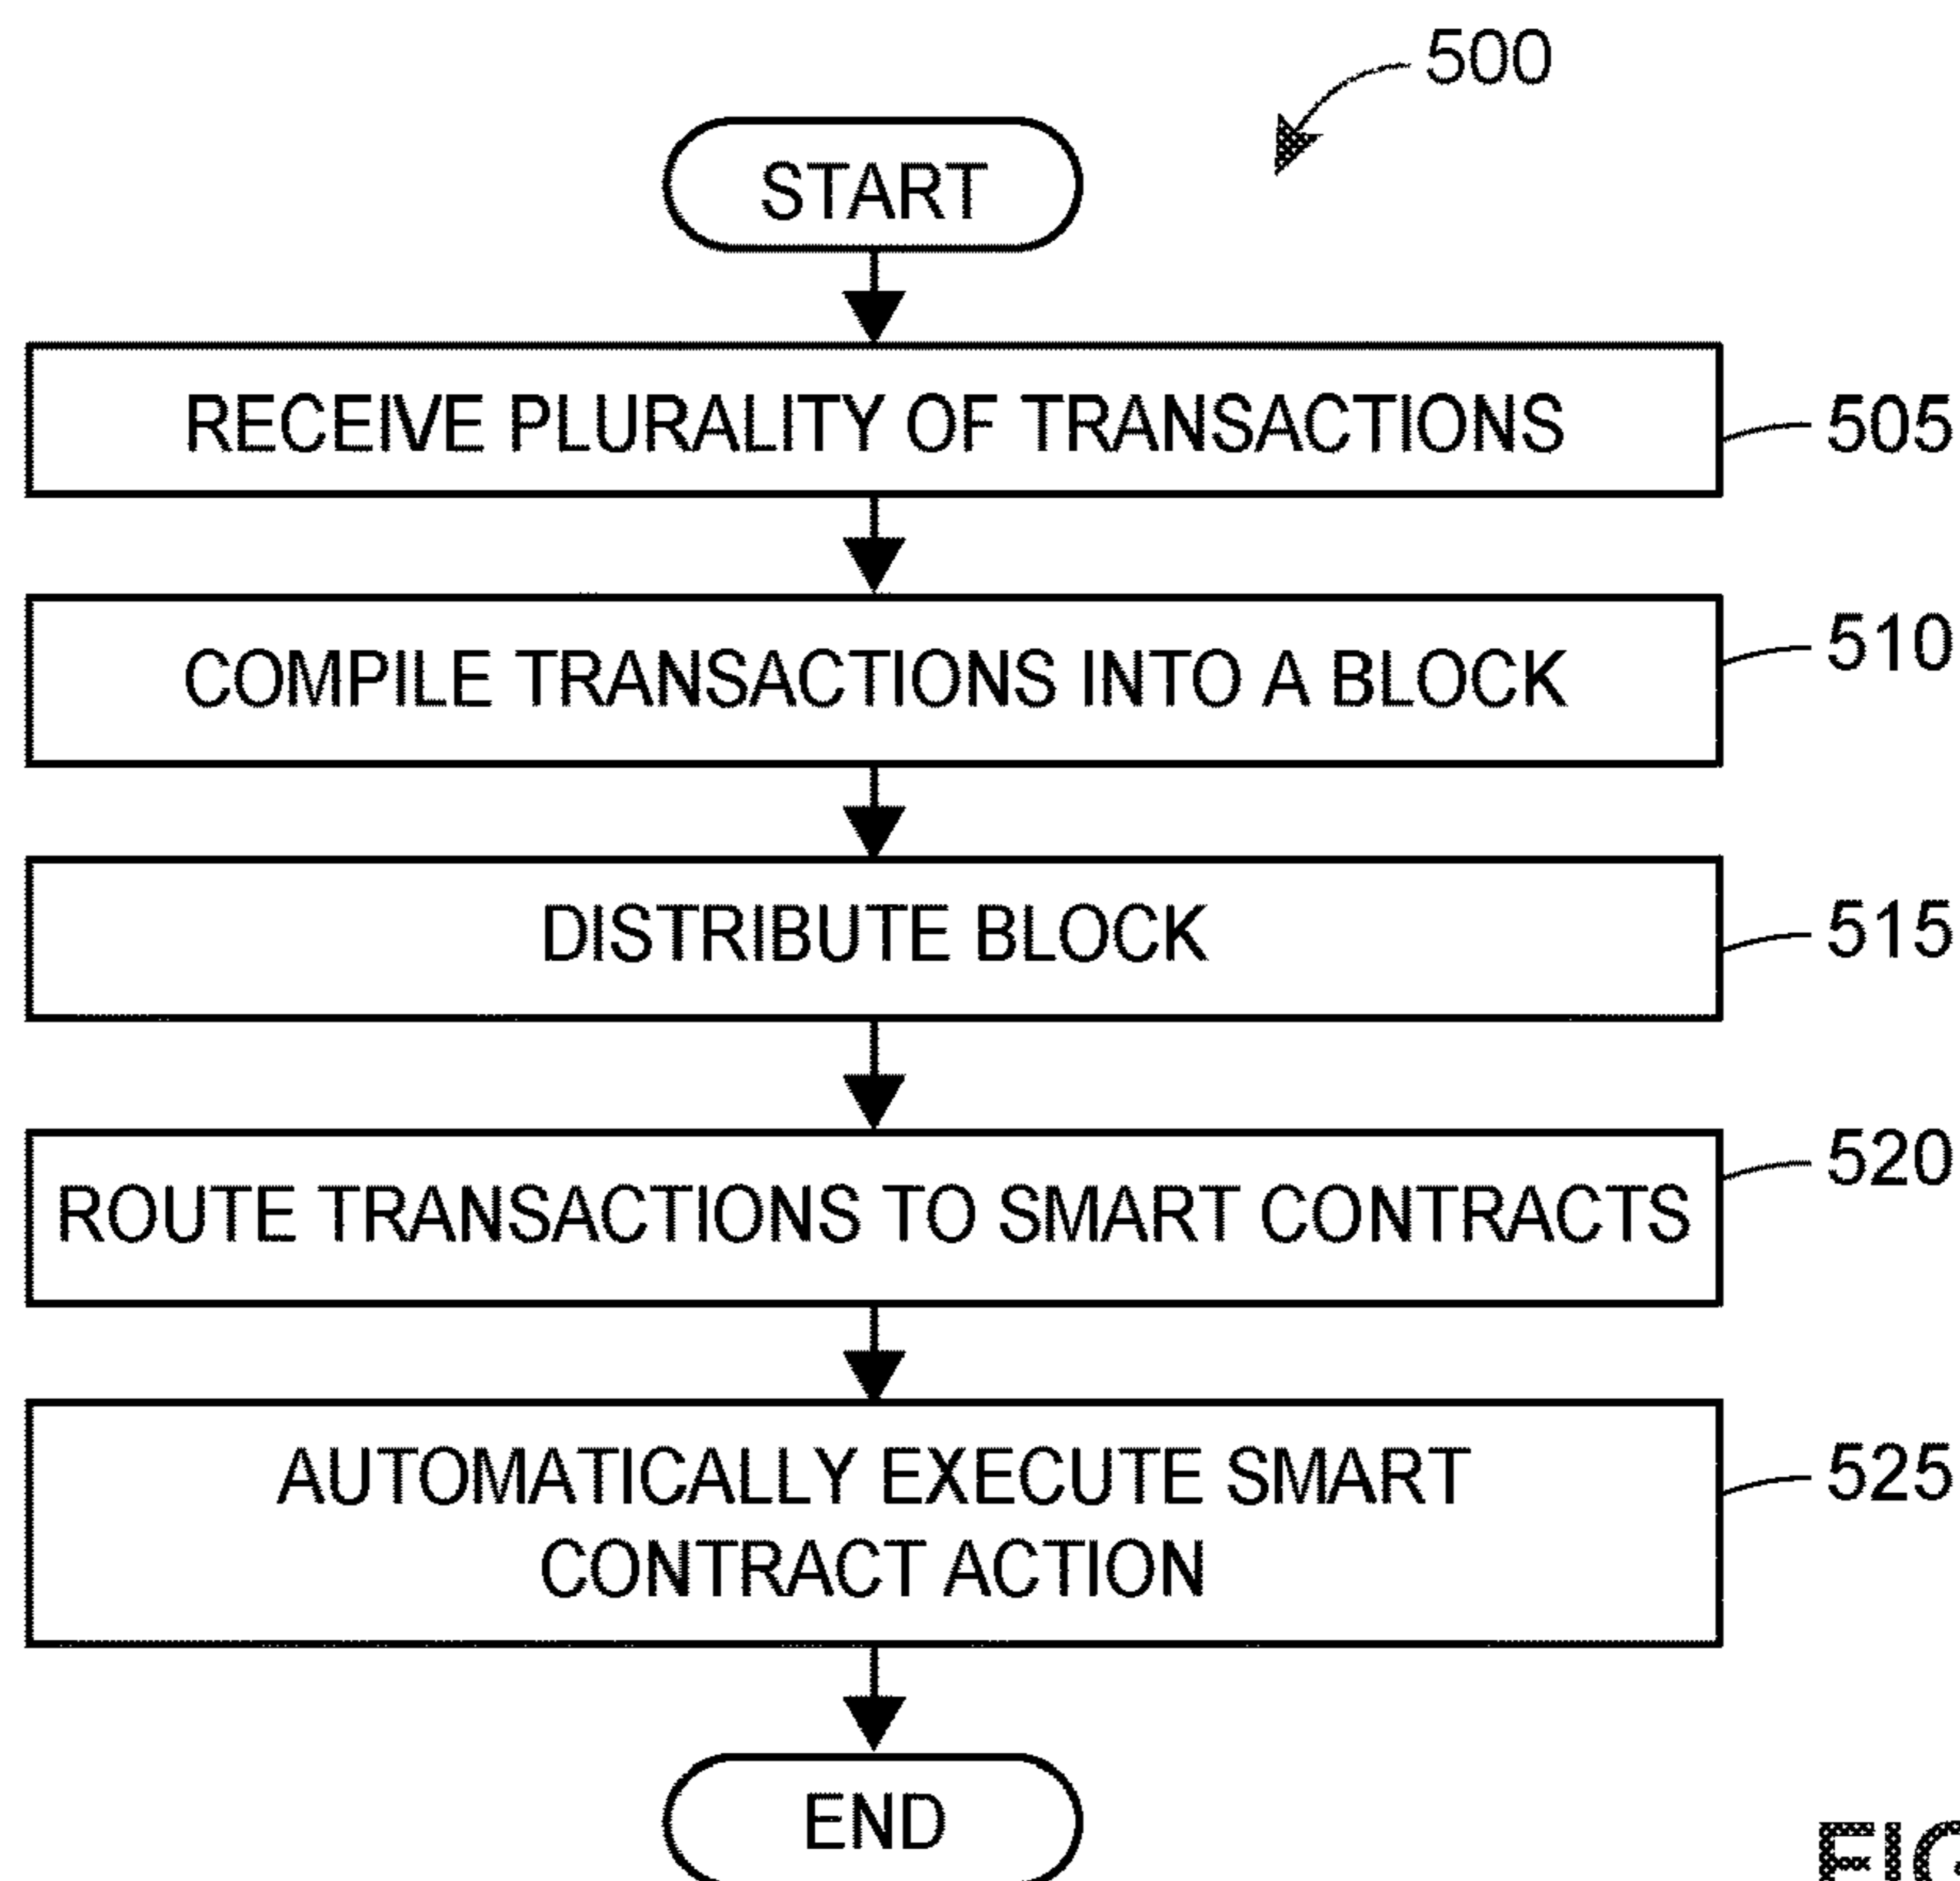 500
START
RECEIVE PLURALITY OF TRANSACTIONS
505
COMPILE TRANSACTIONS INTO A BLOCK
510
DISTRIBUTE BLOCK
515
ROUTE TRANSACTIONS TO SMART CONTRACTS
520
AUTOMATICALLY EXECUTE SMART
CONTRACT ACTION
525
END